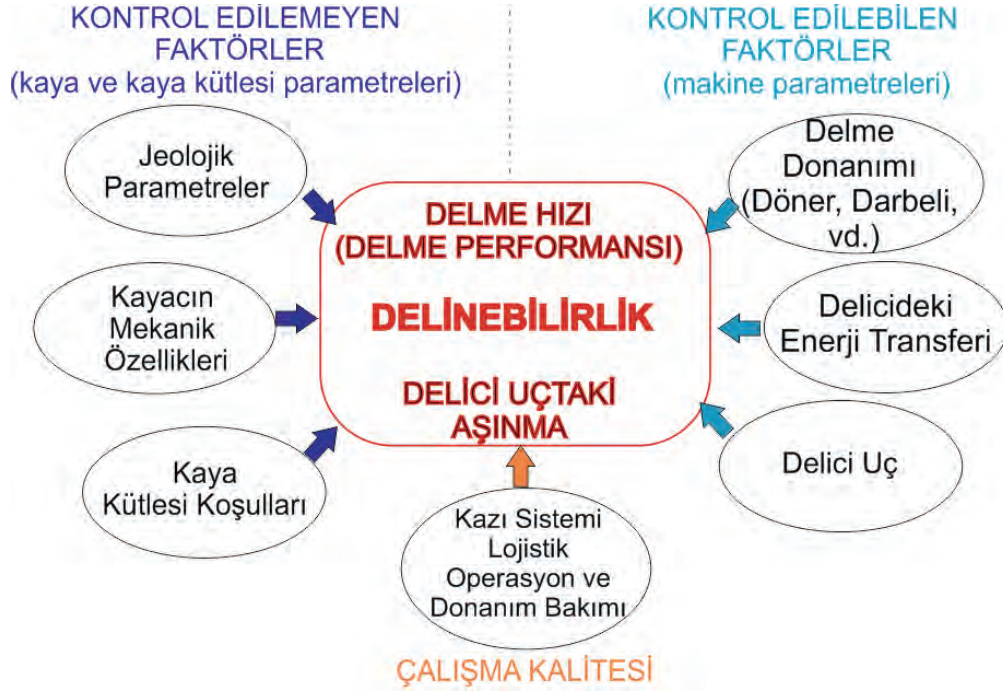 KONTROL EDİLEMEYEN
FAKTÖRLER
(kaya ve kaya kütlesi parametreleri)
KONTROL EDİLEBİLEN
FAKTÖRLER
(makine parametreleri)
Jeolojik
Parametreler
Kayacın
Mekanik
Özellikleri
Kaya
Kütlesi Koşulları
DELME HIZI
(DELME PERFORMANSI)
DELİNEBİLİRLİK
DELİCİ UÇTAKİ
AŞINMA
Delme
Donanımı
(Döner, Darbeli,
vd.)
Delicideki
Enerji Transferi
Delici Uç
Kazı Sistemi
Lojistik
Operasyon ve
Donanım Bakımı
ÇALIŞMA KALİTESİ